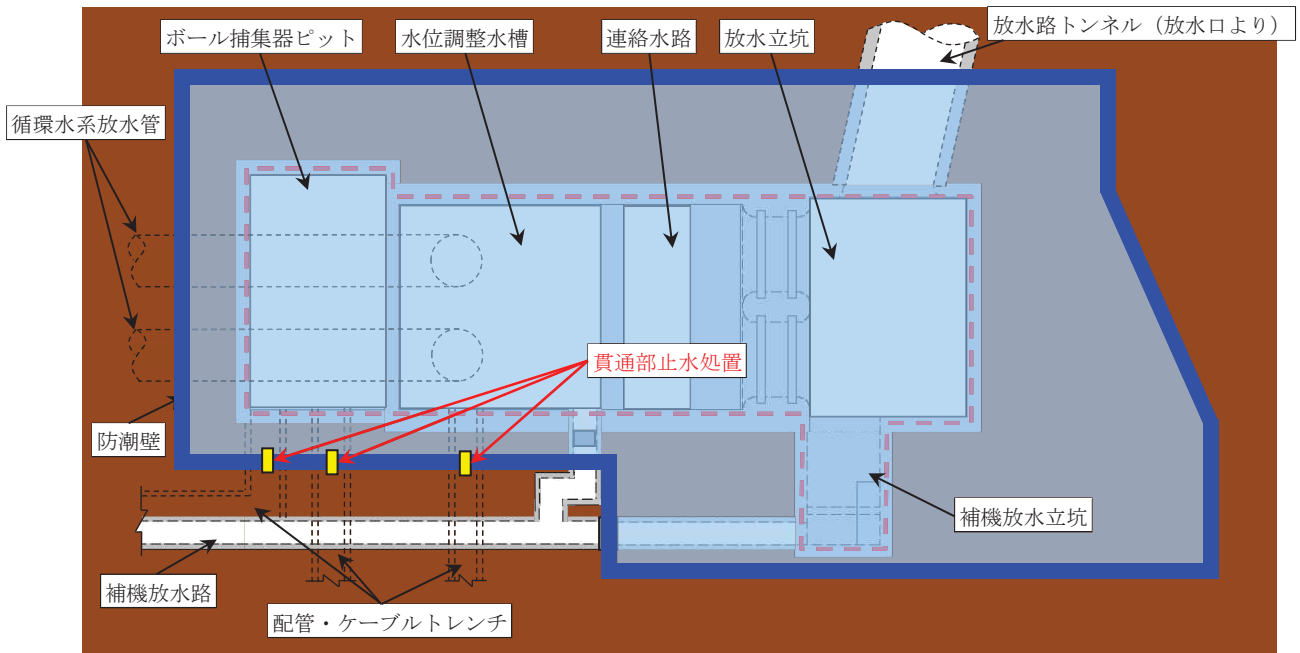 放水路トンネル（放水口より）
ボール捕集器ピット
水位調整水槽
連絡水路
放水立坑
循環水系放水管
貫通部止水処置
防潮壁
補機放水立坑
補機放水路
配管・ケーブルトレンチ